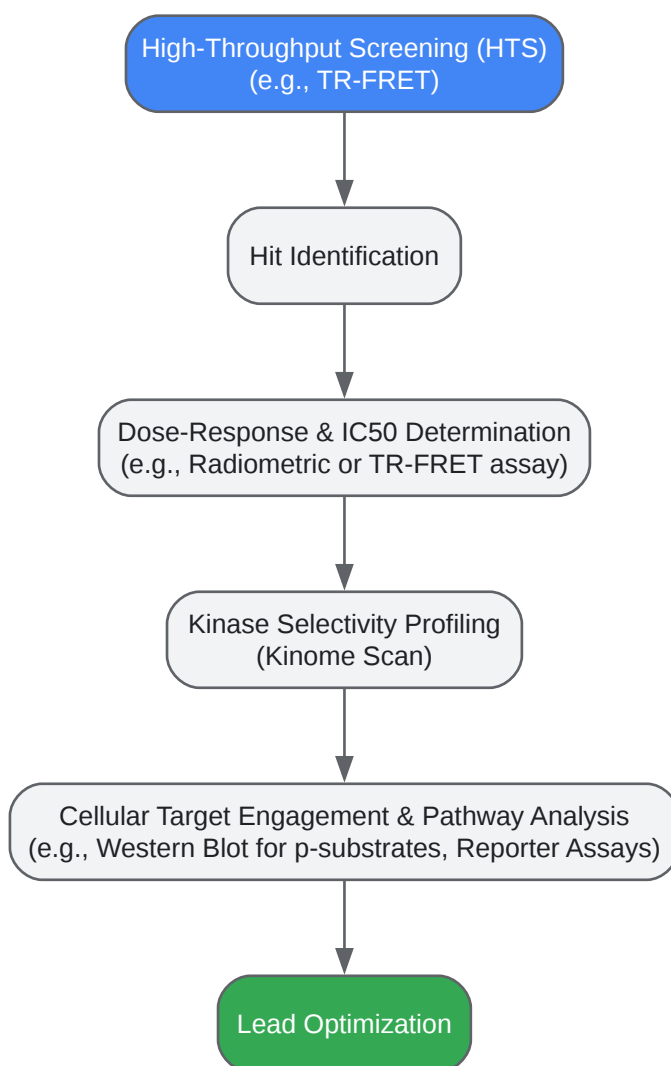 High-Throughput Screening (HTS)
(e.g., TR-FRET)
Hit Identification
Dose-Response & IC50 Determination
(e.g., Radiometric or TR-FRET assay)
Kinase Selectivity Profiling
(Kinome Scan)
Cellular Target Engagement & Pathway Analysis
(e.g., Western Blot for p-substrates, Reporter Assays)
Lead Optimization